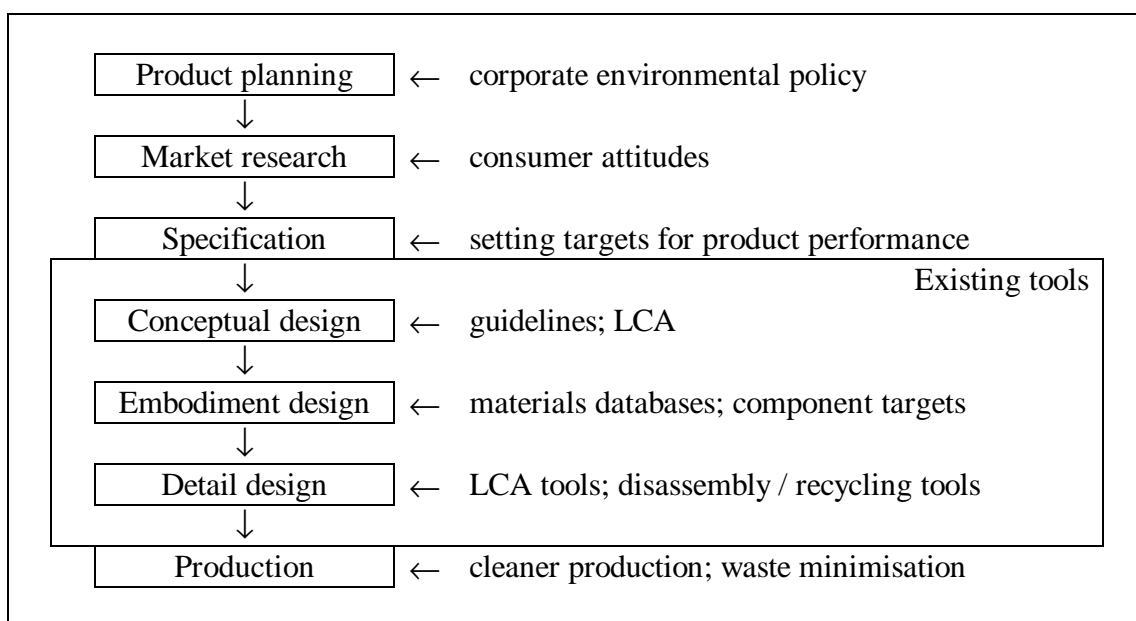 Product planning ← corporate environmental policy
↓
Market research ← consumer attitudes
↓
Specification ← setting targets for product performance
↓ Existing tools
Conceptual design ← guidelines; LCA
↓
Embodiment design ← materials databases; component targets
↓
Detail design ← LCA tools; disassembly / recycling tools
↓
Production ← cleaner production; waste minimisation